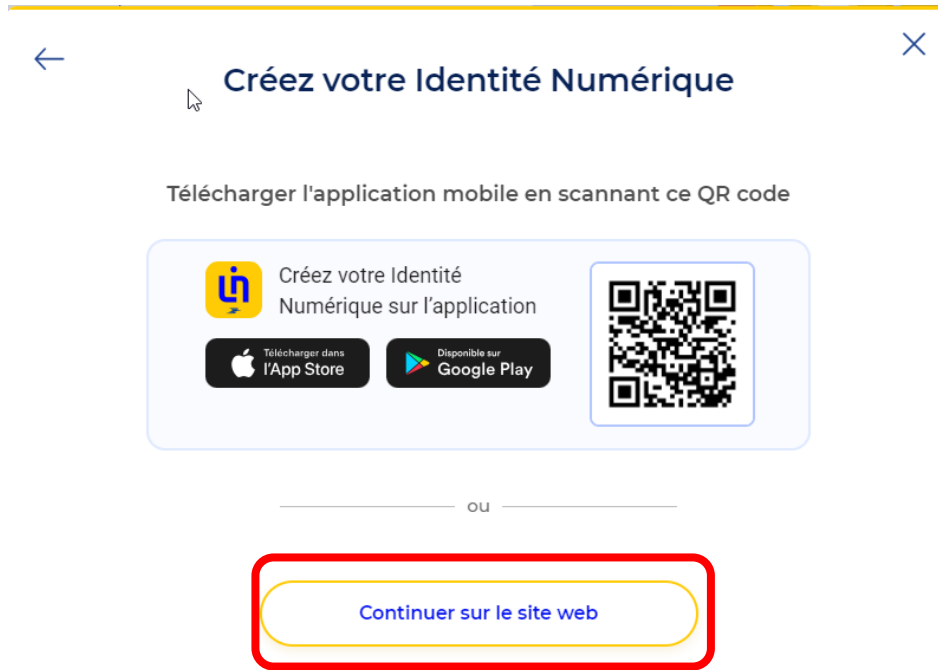 Créez votre Identité Numérique
Télécharger l'application mobile en scannant ce QR code
Créez votre Identité
Numérique sur l’application
Télécharger dans
l'App Store
Disponible sur
Google Play
ou
Continuer sur le site web